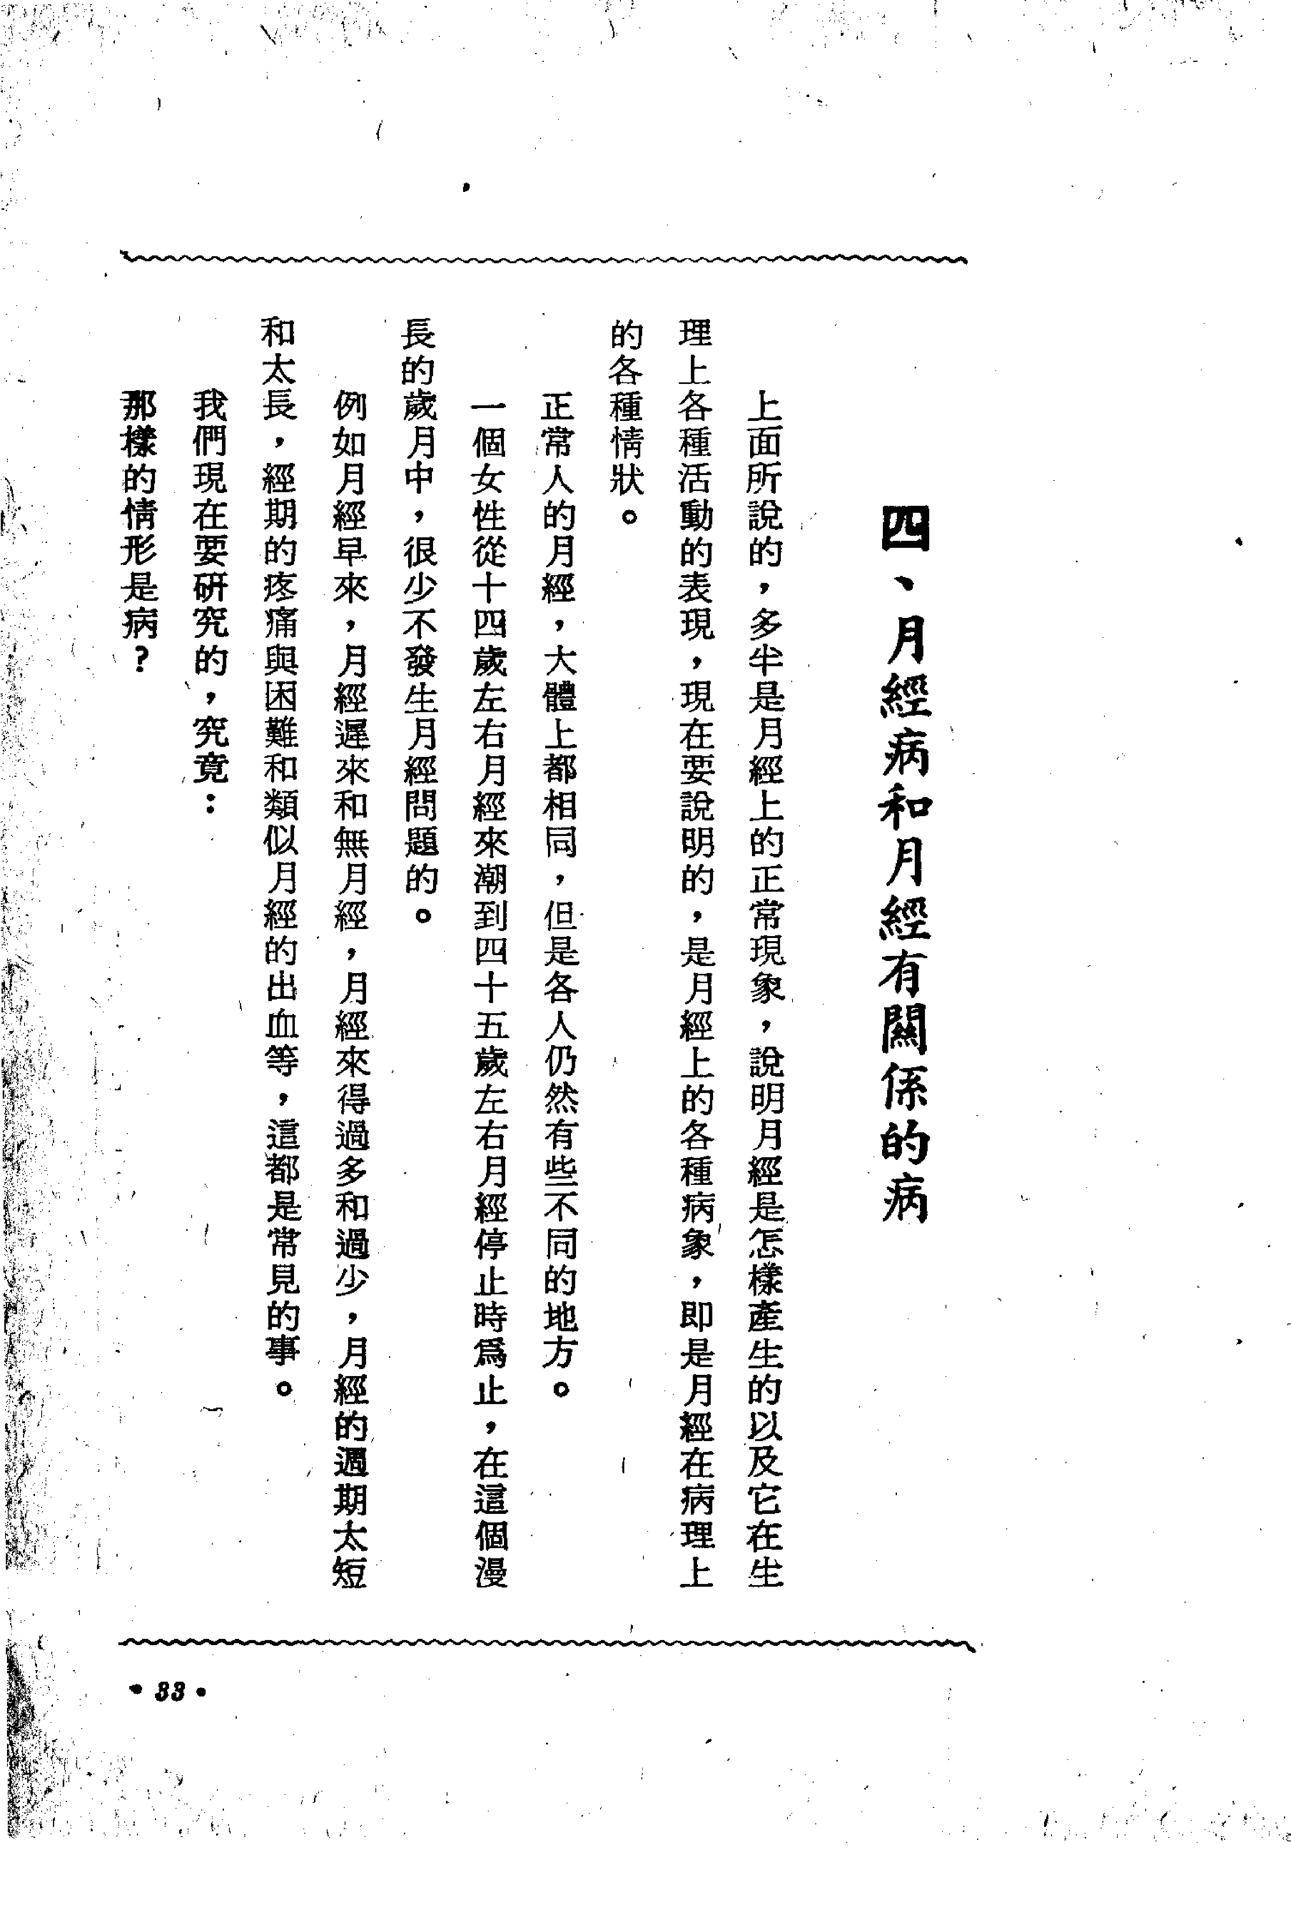 四、月經病和月經有關係的病
上面所說的，多半是月經上的正常現象，說明月經是怎樣產生的以及它在生
理上各種活動的表現，現在要說明的，是月經上的各種病象，即是月經在病理上
的各種情狀。
正常人的月經，大體上都相同，但是各人仍然有些不同的地方。
一個女性從十四歲左右月經來潮到四十五歲左右月經停止時爲止，在這個漫
長的歲月中，很少不發生月經問題的。
例如月經早來，月經遲來和無月經，月經來得過多和過少，月經的週期太短
和太長，經期的疼痛與困難和類似月經的出血等，這都是常見的事。
我們現在要研究的，究竟：
那樣的情形是病？
•33•